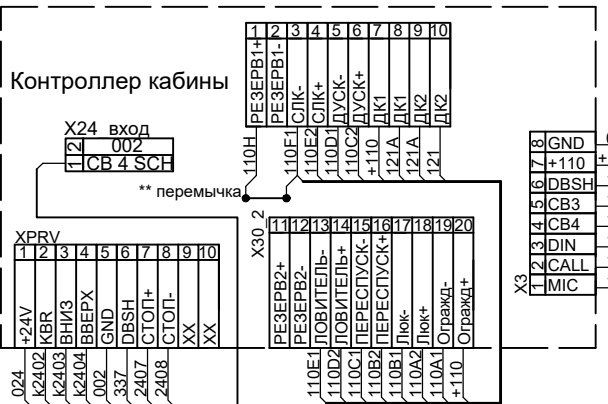 Контроллер кабины
1 2 3 4 5 6 7 8 9 10
РЕЗЕРВ1+
РЕЗЕРВ1-
СЛК-
СЛК+
ДУСК-
ДУСК+
ДК1
ДК1
ДК2
ДК2
110H
110F1
110E2
110D1
110C2
+110
121A
121A
121
X24 вход
2 002
1 CB 4 SCH
** перемычка
X30_2
11 12 13 14 15 16 17 18 19 20
РЕЗЕРВ2+
РЕЗЕРВ2-
ЛОВИТЕЛЬ-
ЛОВИТЕЛЬ+
ПЕРЕСПУСК-
ПЕРЕСПУСК+
Люк-
Люк+
Огражд-
Огражд+
110E1
110D2
110C1
110B2
110B1
110A2
110A1
+110
XPRV
1 2 3 4 5 6 7 8 9 10
+24V
KBR
ВНИЗ
ВВЕРХ
GND
DBSH
СТОП+
СТОП-
XX
XX
024
k2402
k2403
k2404
002
337
2407
2408
X3
8 GND
7 +110
6 DBSH
5 CB3
4 CB4
3 DIN
2 CALL
1 MIC